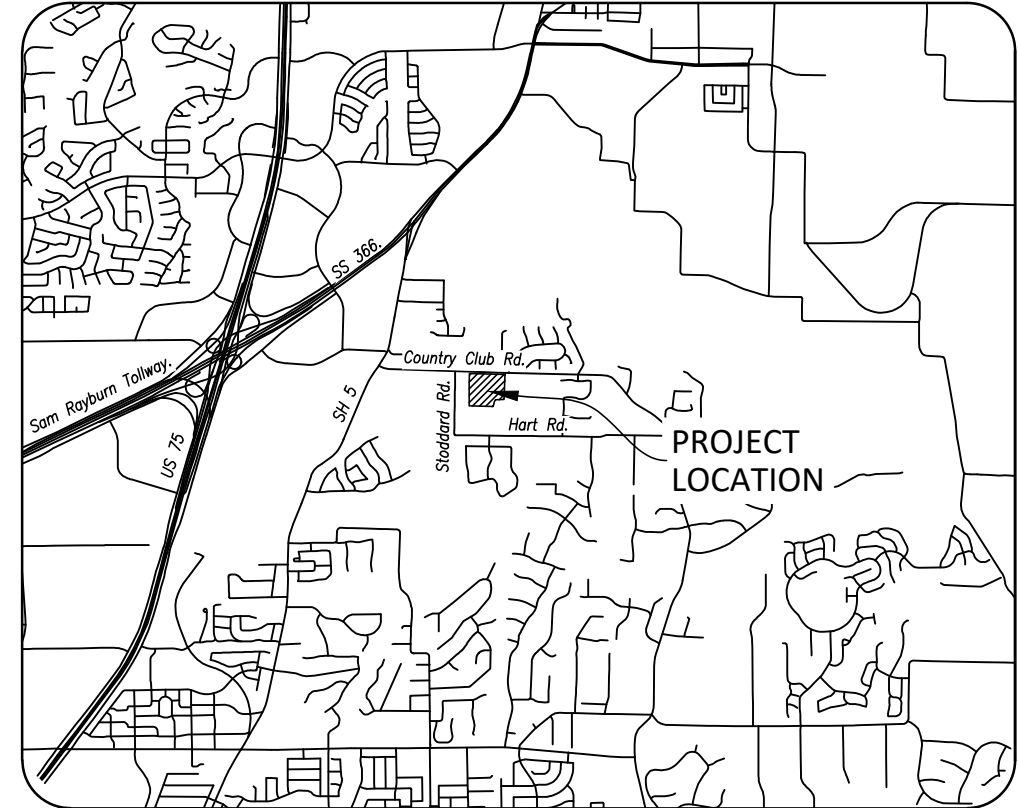 SS 366.
Country Club Rd.
Sam Rayburn Tollway.
SH 5
Stoddard Rd.
Hart Rd.
US 75
PROJECT
LOCATION